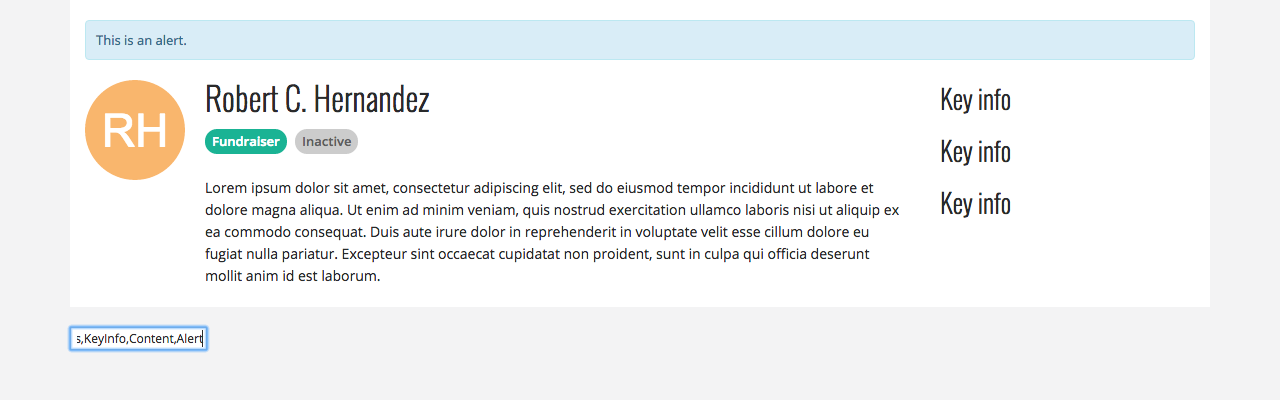 This is an alert.
RH
Robert C. Hernandez
Fundraiser Inactive
Lorem ipsum dolor sit amet, consectetur adipiscing elit, sed do eiusmod tempor incididunt ut labore et
dolore magna aliqua. Ut enim ad minim veniam, quis nostrud exercitation ullamco laboris nisi ut aliquip ex
ea commodo consequat. Duis aute irure dolor in reprehenderit in voluptate velit esse cillum dolore eu
fugiat nulla pariatur. Excepteur sint occaecat cupidatat non proident, sunt in culpa qui officia deserunt
mollit anim id est laborum.
Key info
Key info
Key info
s,KeyInfo,Content,Alert